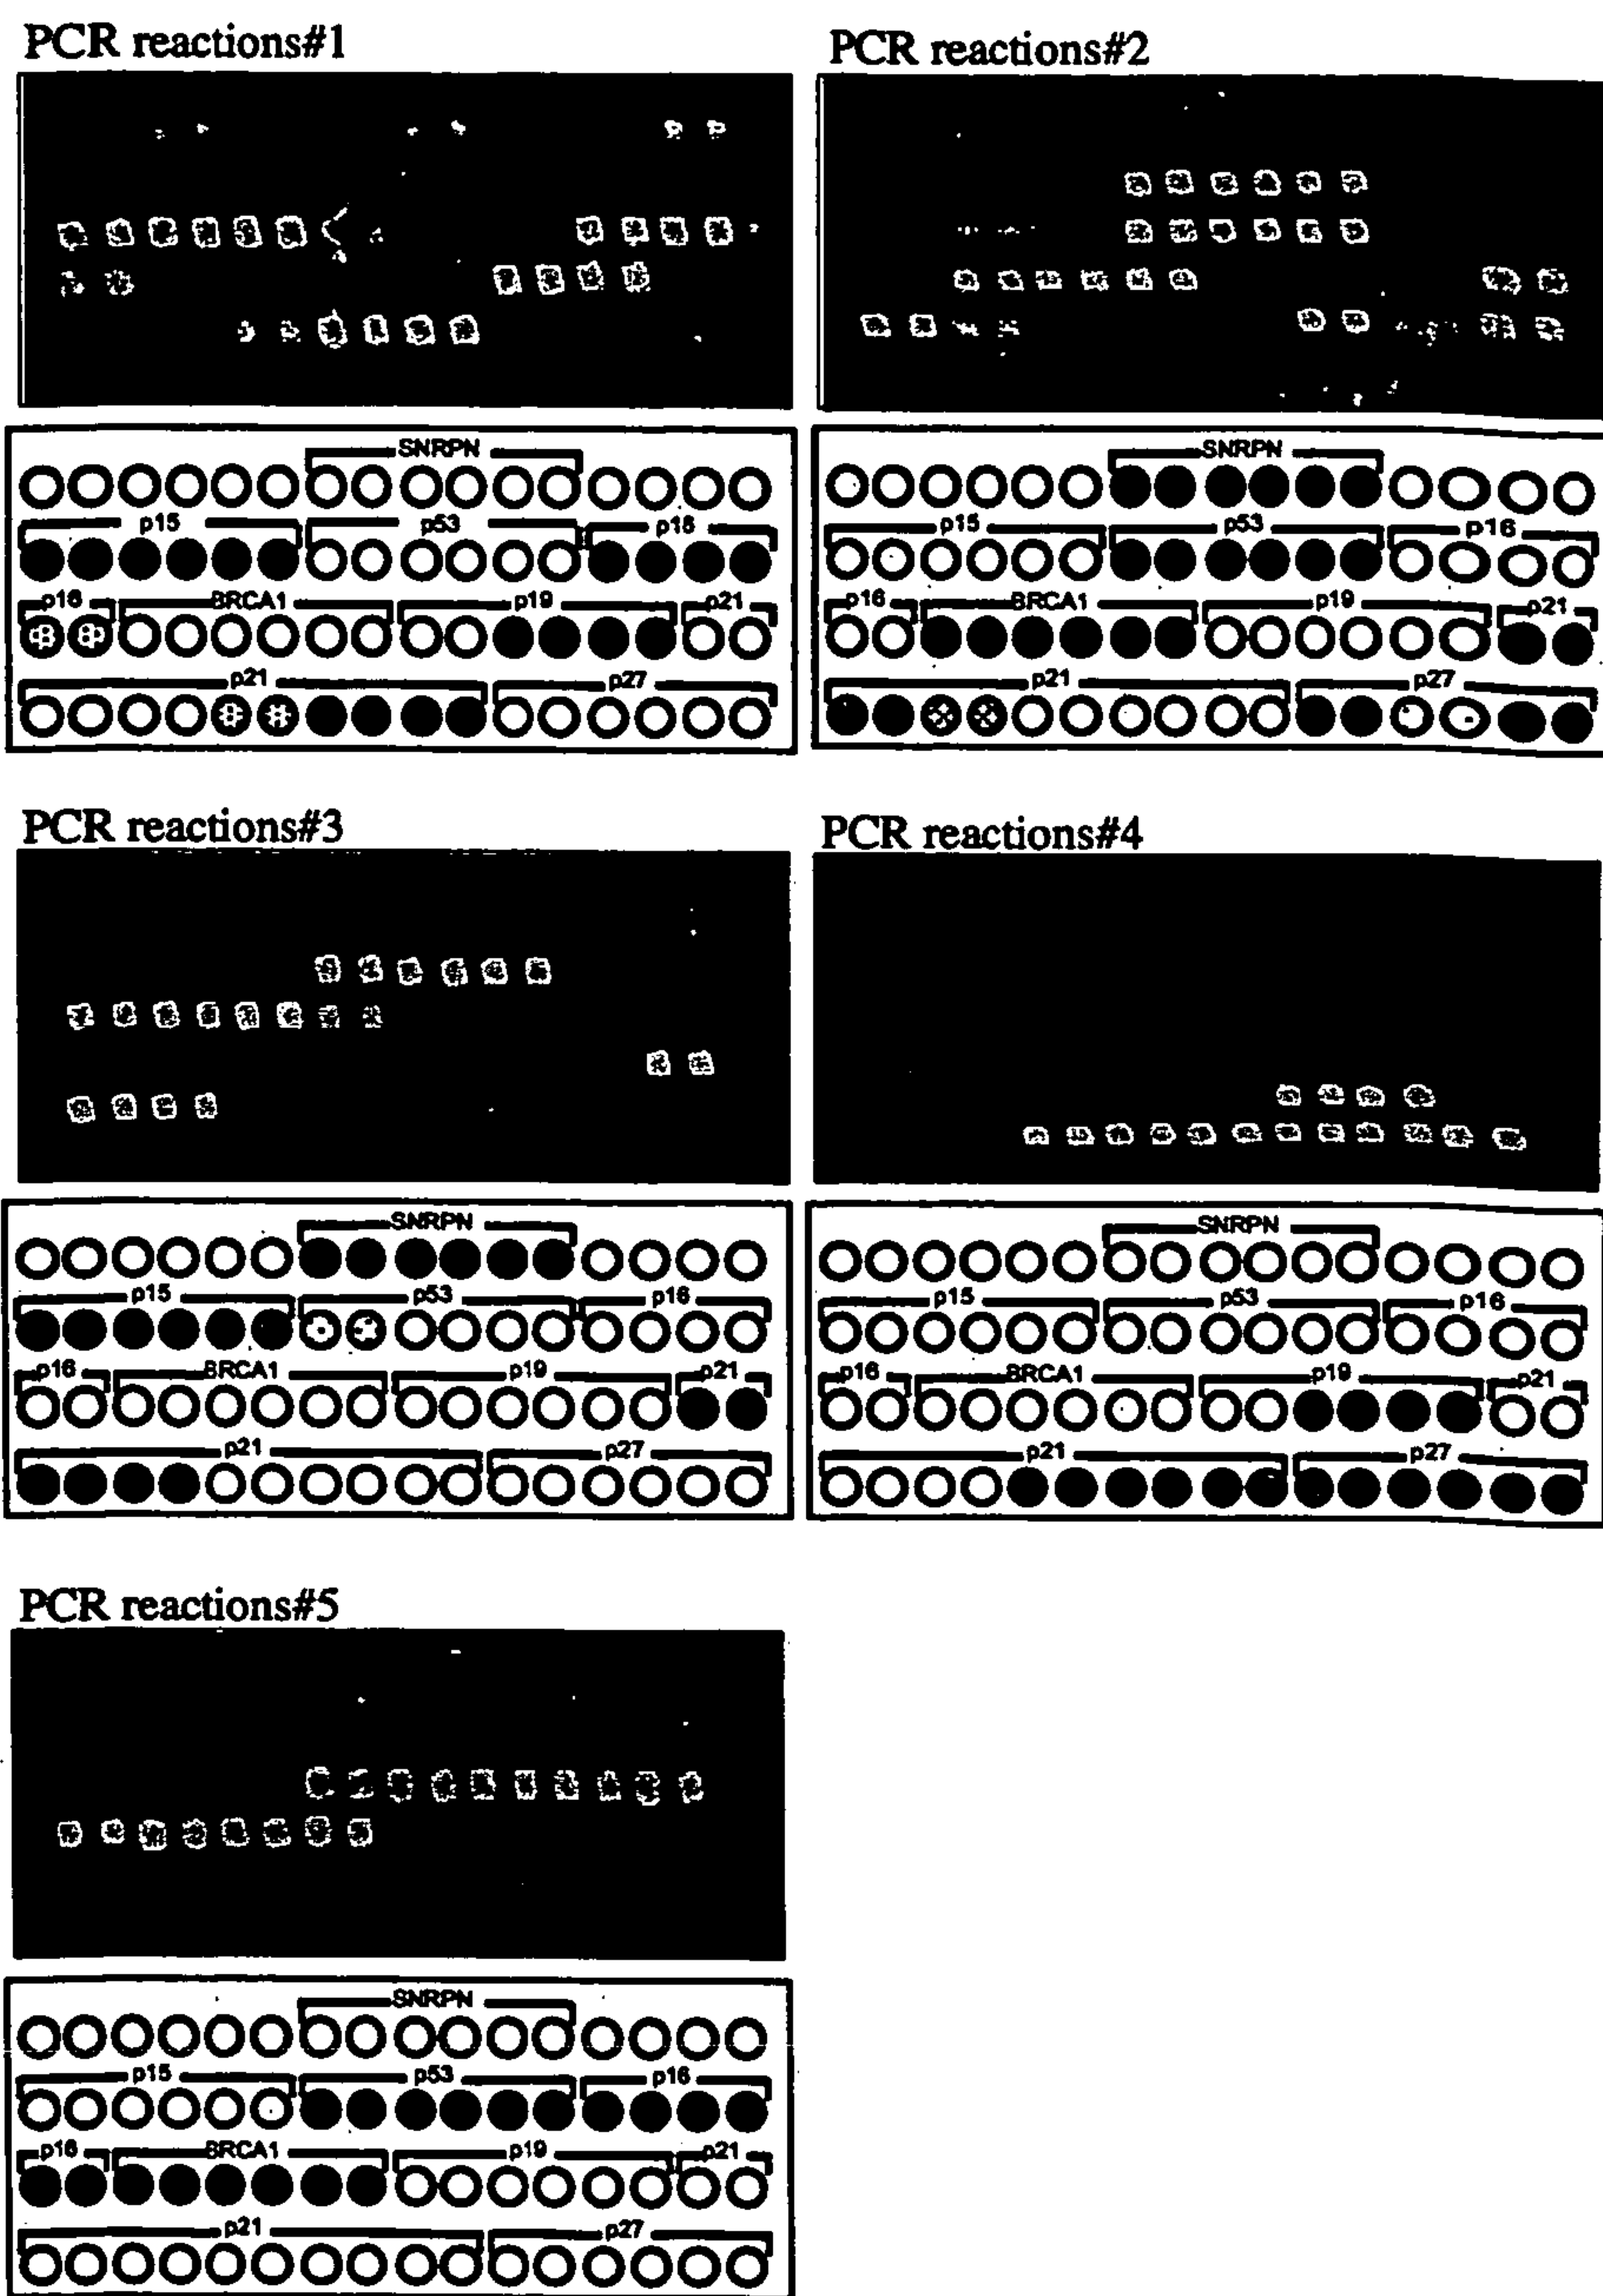 PCR reactions#1
PCR reactions#2
SNRPN
p15 p53 p16
p16 BRCA1 p19 p21
p21 p27
SNRPN
p15 p53 p16
p16 BRCA1 p19 p21
p21 p27
PCR reactions#3
PCR reactions#4
SNRPN
p15 p53 p16
p16 BRCA1 p19 p21
p21 p27
SNRPN
p15 p53 p16
p16 BRCA1 p19 p21
p21 p27
PCR reactions#5
SNRPN
p15 p53 p16
p16 BRCA1 p19 p21
p21 p27